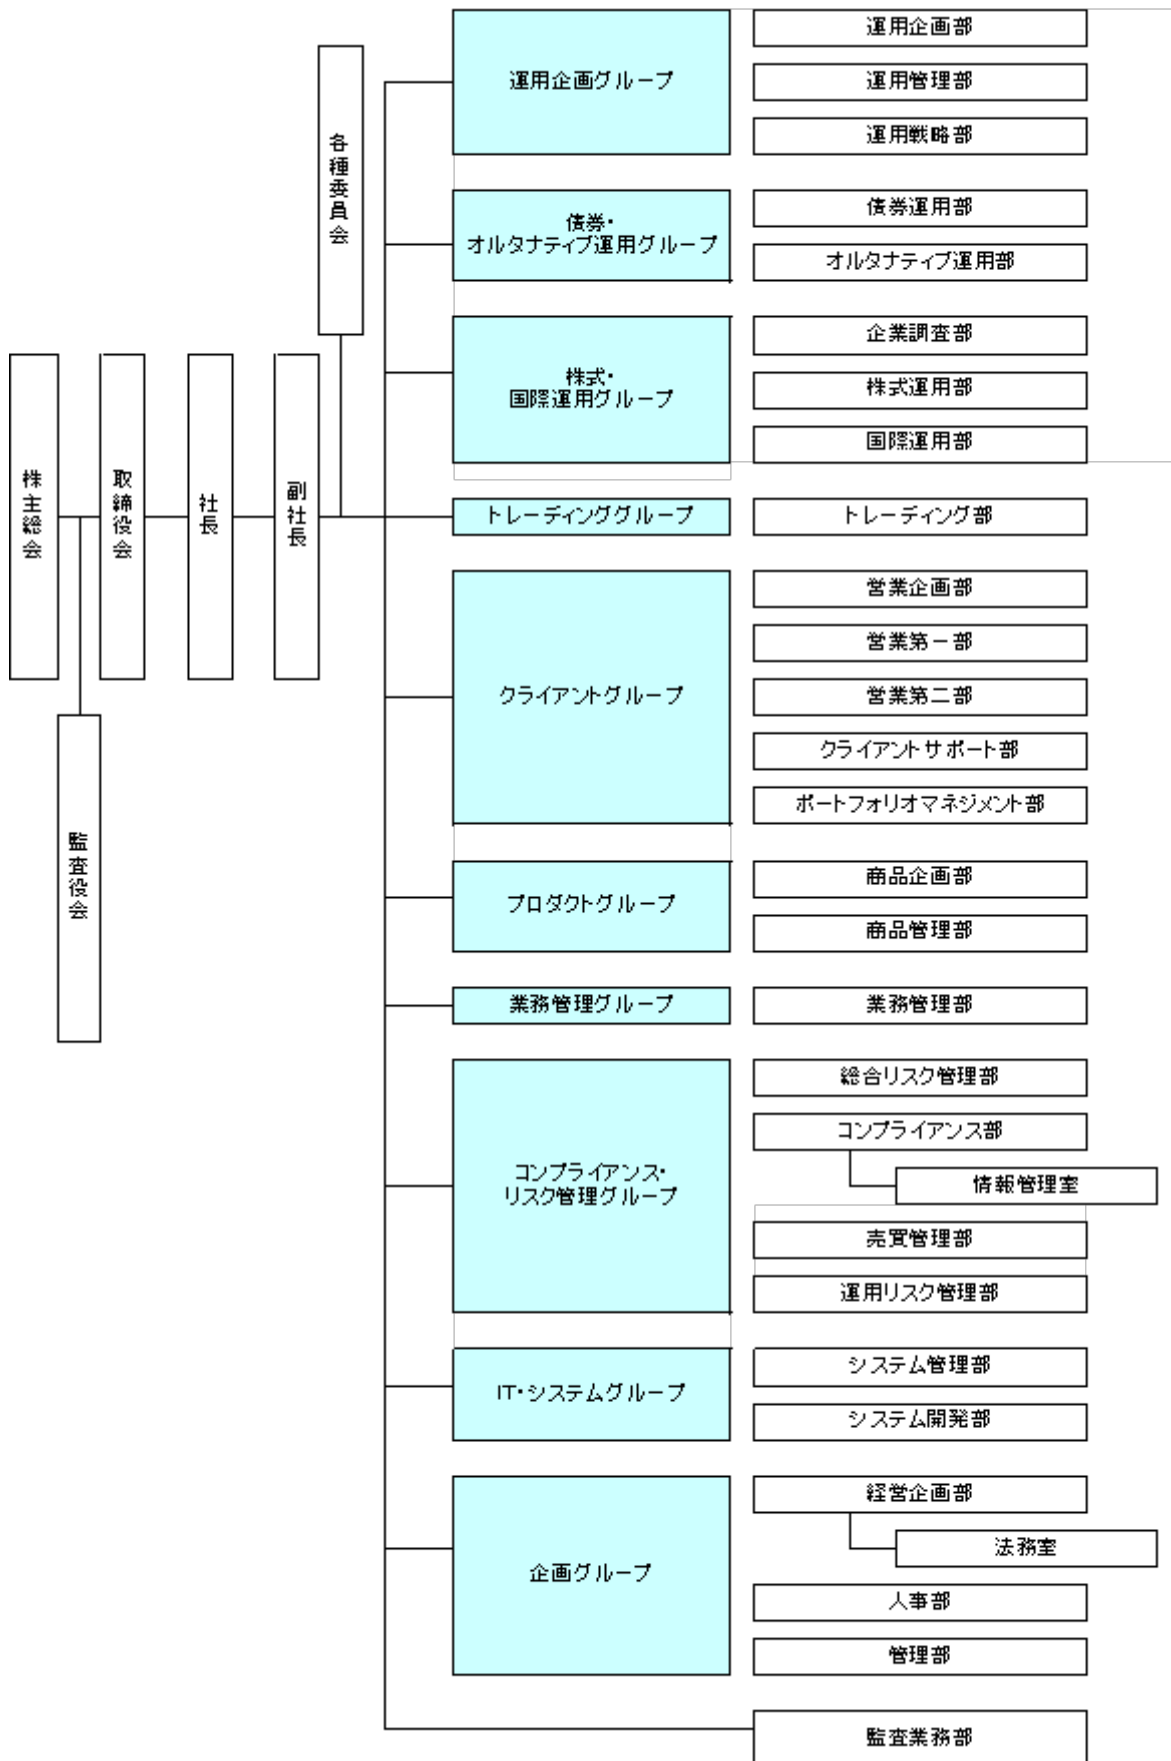 株主総会
監査役会
取締役会
社長
副社長
各種委員会
運用企画グループ
運用企画部
運用管理部
運用戦略部
債券・
オルタナティブ運用グループ
債券運用部
オルタナティブ運用部
株式・
国際運用グループ
企業調査部
株式運用部
国際運用部
トレーディンググループ
トレーディング部
クライアントグループ
営業企画部
営業第一部
営業第二部
クライアントサポート部
ポートフォリオマネジメント部
プロダクトグループ
商品企画部
商品管理部
業務管理グループ
業務管理部
コンプライアンス・
リスク管理グループ
総合リスク管理部
コンプライアンス部
情報管理室
売買管理部
運用リスク管理部
IT・システムグループ
システム管理部
システム開発部
企画グループ
経営企画部
法務室
人事部
管理部
監査業務部